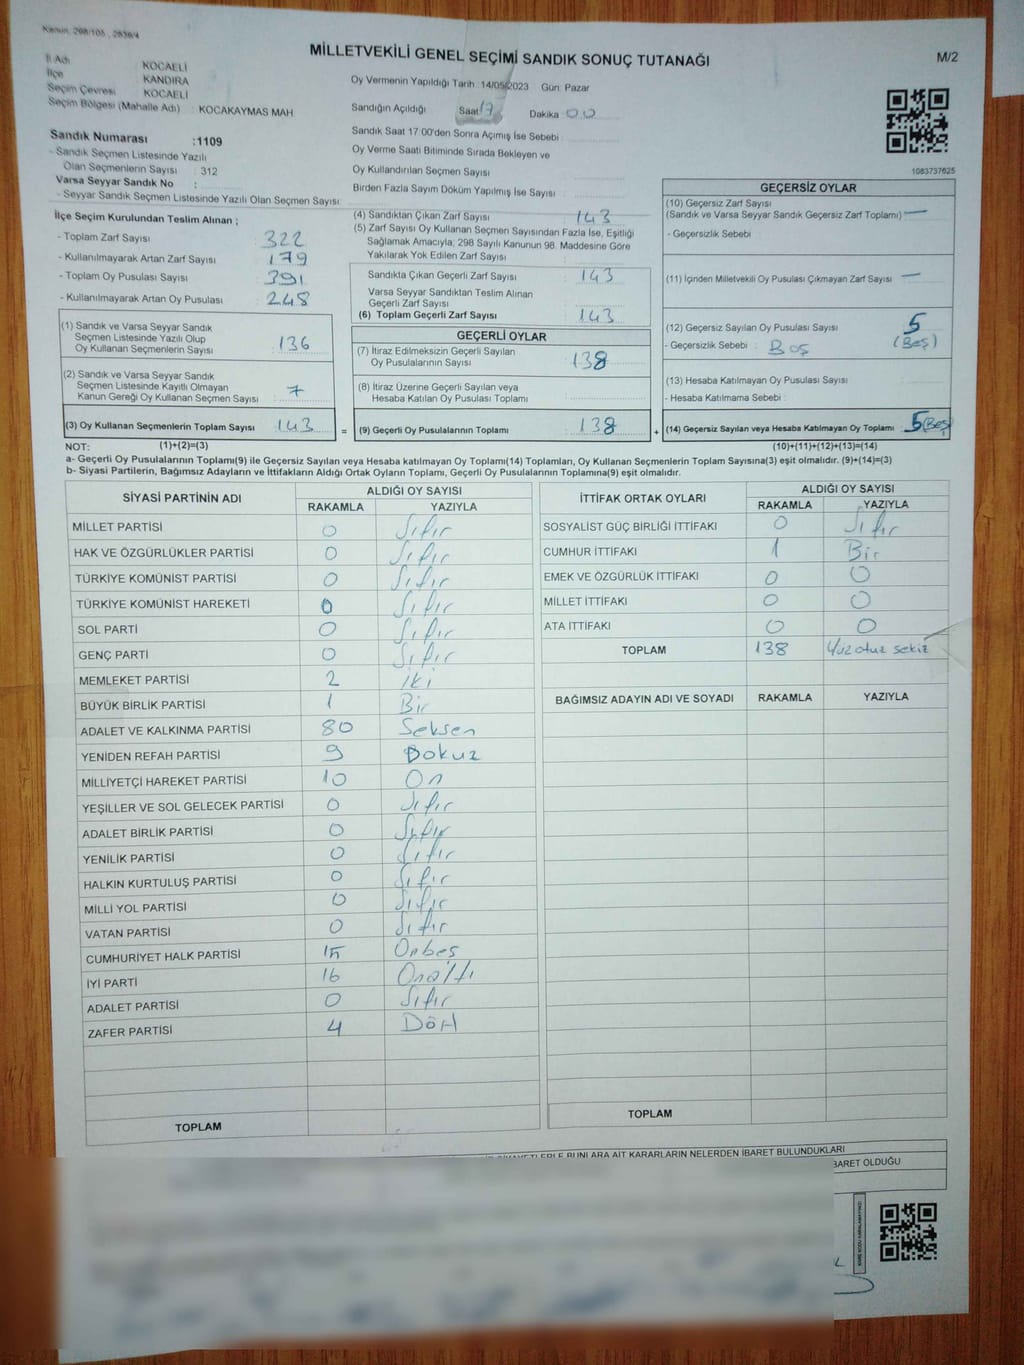 Kanun: 298/105 , 2839/4
MİLLETVEKİLİ GENEL SEÇİMİ SANDIK SONUÇ TUTANAĞI
M/2
İl Adı KOCAELİ
İlçe KANDIRA
Seçim Çevresi KOCAELİ
Seçim Bölgesi (Mahalle Adı) : KOCAKAYMAS MAH
Sandık Numarası :1109
- Sandık Seçmen Listesinde Yazılı
Olan Seçmenlerin Sayısı : 312
Varsa Seyyar Sandık No :
- Seyyar Sandık Seçmen Listesinde Yazılı Olan Seçmen Sayısı:
Oy Vermenin Yapıldığı Tarih :14/05/2023 Gün: Pazar
Sandığın Açıldığı Saat 17 Dakika 00
Sandık Saat 17:00'den Sonra Açımış İse Sebebi :
Oy Verme Saati Bitiminde Sırada Bekleyen ve
Oy Kullandırılan Seçmen Sayısı
Birden Fazla Sayım Döküm Yapılmış İse Sayısı
1083737625
İlçe Seçim Kurulundan Teslim Alınan ;
- Toplam Zarf Sayısı : 322
- Kullanılmayarak Artan Zarf Sayısı : 179
- Toplam Oy Pusulası Sayısı : 391
- Kullanılmayarak Artan Oy Pusulası : 248
(1) Sandık ve Varsa Seyyar Sandık
Seçmen Listesinde Yazılı Olup
Oy Kullanan Seçmenlerin Sayısı : 136
(2) Sandık ve Varsa Seyyar Sandık
Seçmen Listesinde Kayıtlı Olmayan
Kanun Gereği Oy Kullanan Seçmen Sayısı : 7
(3) Oy Kullanan Seçmenlerin Toplam Sayısı : 143
(4) Sandıktan Çıkan Zarf Sayısı : 143
(5) Zarf Sayısı Oy Kullanan Seçmen Sayısından Fazla İse, Eşitliği
Sağlamak Amacıyla; 298 Sayılı Kanunun 98. Maddesine Göre
Yakılarak Yok Edilen Zarf Sayısı :
Sandıkta Çıkan Geçerli Zarf Sayısı : 143
Varsa Seyyar Sandıktan Teslim Alınan
Geçerli Zarf Sayısı :
(6) Toplam Geçerli Zarf Sayısı : 143
GEÇERLİ OYLAR
(7) İtiraz Edilmeksizin Geçerli Sayılan
Oy Pusulalarının Sayısı : 138
(8) İtiraz Üzerine Geçerli Sayılan veya
Hesaba Katılan Oy Pusulası Toplamı :
= (9) Geçerli Oy Pusulalarının Toplamı : 138 +
GEÇERSİZ OYLAR
(10) Geçersiz Zarf Sayısı
(Sandık ve Varsa Seyyar Sandık Geçersiz Zarf Toplamı) : —
- Geçersizlik Sebebi :
(11) İçinden Milletvekili Oy Pusulası Çıkmayan Zarf Sayısı : —
(12) Geçersiz Sayılan Oy Pusulası Sayısı : 5
- Geçersizlik Sebebi : Boş (Beş)
(13) Hesaba Katılmayan Oy Pusulası Sayısı :
- Hesaba Katılmama Sebebi :
(14) Geçersiz Sayılan veya Hesaba Katılmayan Oy Toplamı : 5 (Beş)
NOT: (1)+(2)=(3) (10)+(11)+(12)+(13)=(14)
a- Geçerli Oy Pusulalarının Toplamı(9) ile Geçersiz Sayılan veya Hesaba katılmayan Oy Toplamı(14) Toplamları, Oy Kullanan Seçmenlerin Toplam Sayısına(3) eşit olmalıdır. (9)+(14)=(3)
b- Siyasi Partilerin, Bağımsız Adayların ve İttifakların Aldığı Ortak Oyların Toplamı, Geçerli Oy Pusulalarının Toplamına(9) eşit olmalıdır.
SİYASİ PARTİNİN ADI ALDIĞI OY SAYISI
RAKAMLA YAZIYLA
MİLLET PARTİSİ 0 Sıfır
HAK VE ÖZGÜRLÜKLER PARTİSİ 0 Sıfır
TÜRKİYE KOMÜNİST PARTİSİ 0 Sıfır
TÜRKİYE KOMÜNİST HAREKETİ 0 Sıfır
SOL PARTİ 0 Sıfır
GENÇ PARTİ 0 Sıfır
MEMLEKET PARTİSİ 2 İki
BÜYÜK BİRLİK PARTİSİ 1 Bir
ADALET VE KALKINMA PARTİSİ 80 Seksen
YENİDEN REFAH PARTİSİ 9 Dokuz
MİLLİYETÇİ HAREKET PARTİSİ 10 On
YEŞİLLER VE SOL GELECEK PARTİSİ 0 Sıfır
ADALET BİRLİK PARTİSİ 0 Sıfır
YENİLİK PARTİSİ 0 Sıfır
HALKIN KURTULUŞ PARTİSİ 0 Sıfır
MİLLİ YOL PARTİSİ 0 Sıfır
VATAN PARTİSİ 0 Sıfır
CUMHURİYET HALK PARTİSİ 15 Onbeş
İYİ PARTİ 16 Onaltı
ADALET PARTİSİ 0 Sıfır
ZAFER PARTİSİ 4 Dört
TOPLAM
İTTİFAK ORTAK OYLARI ALDIĞI OY SAYISI
RAKAMLA YAZIYLA
SOSYALİST GÜÇ BİRLİĞİ İTTİFAKI 0 Sıfır
CUMHUR İTTİFAKI 1 Bir
EMEK VE ÖZGÜRLÜK İTTİFAKI 0 0
MİLLET İTTİFAKI 0 0
ATA İTTİFAKI 0 0
TOPLAM 138 Yüz otuz sekiz
BAĞIMSIZ ADAYIN ADI VE SOYADI RAKAMLA YAZIYLA
TOPLAM
BUNLARA AİT KARARLARIN NELERDEN İBARET BULUNDUKLARI
BARET OLDUĞU